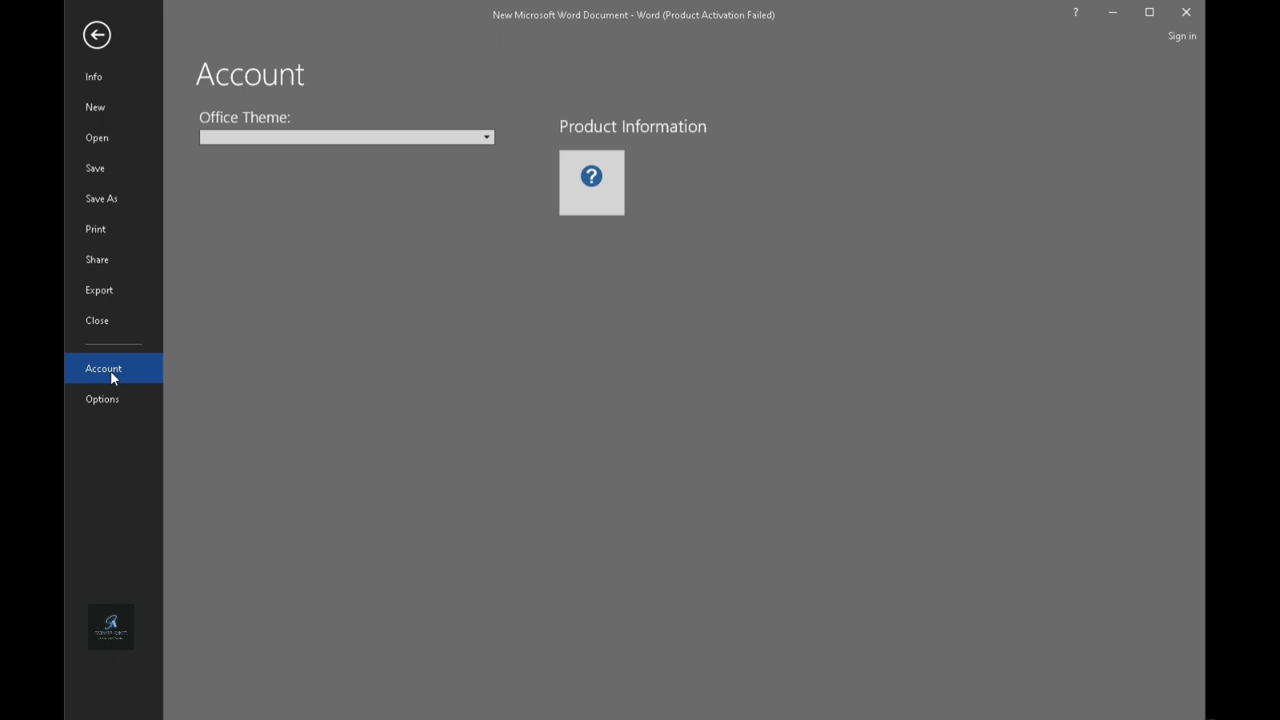 New Microsoft Word Document - Word (Product Activation Failed)
?
Sign in
Info
New
Open
Save
Save As
Print
Share
Export
Close
Account
Options
Account
Office Theme:
Product Information
?